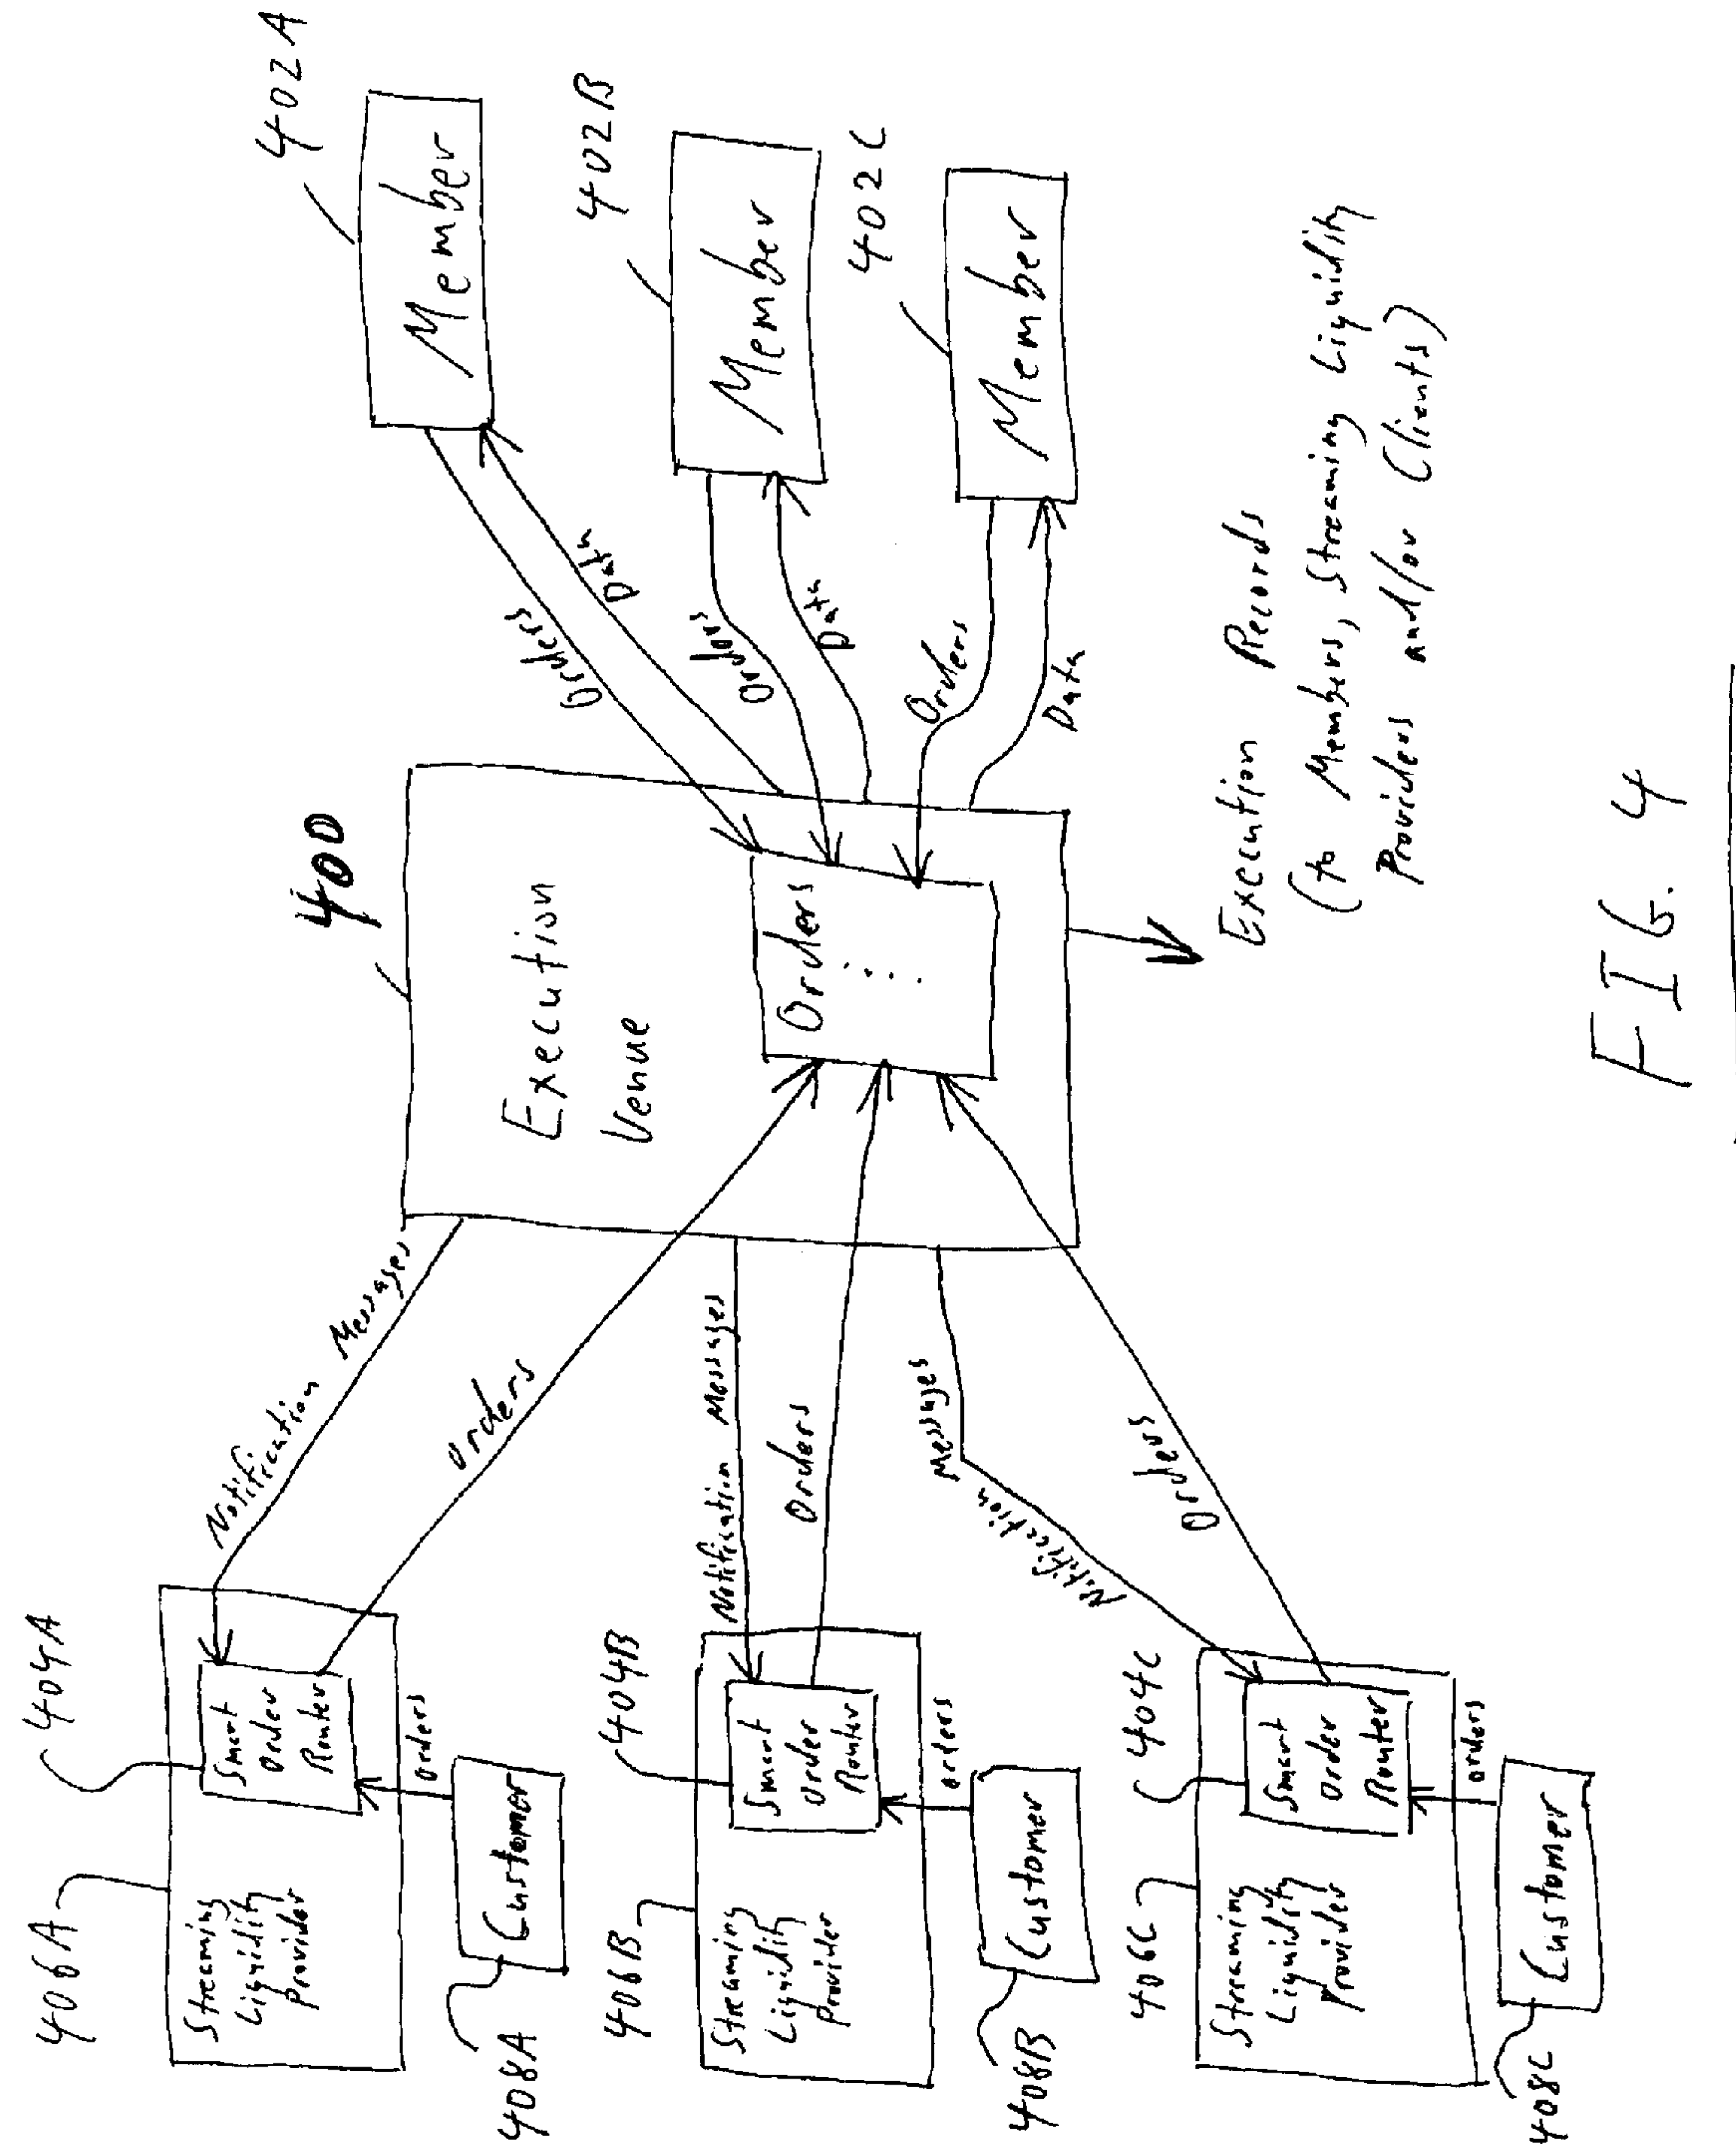 406A
404A
Streaming
Liquidity
Provider
Smart
Order
Router
orders
Customer
408A
Notification Messages
Orders
406B
404B
Streaming
Liquidity
Provider
Smart
Order
Router
orders
Customer
408B
Notification Messages
Orders
406C
404C
Streaming
Liquidity
Provider
Smart
Order
Router
orders
Customer
408C
Notification Messages
Orders
400
Execution
Venue
Orders
Orders
Data
402A
Member
Orders
Data
402B
Member
Orders
Data
402C
Member
Execution Records
(to Members, Streaming Liquidity
Providers and/or Clients)
FIG. 4